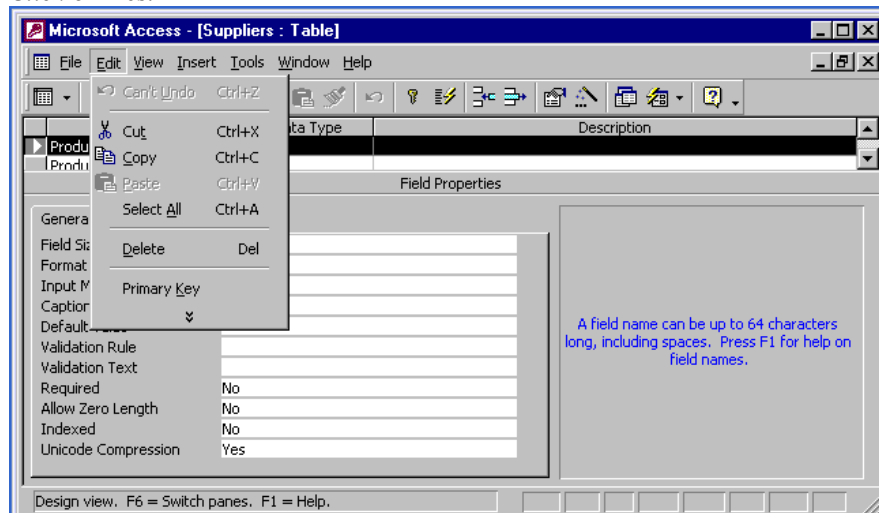 Microsoft Access - [Suppliers : Table]
File Edit View Insert Tools Window Help
Can't Undo Ctrl+Z
Cut Ctrl+X
Copy Ctrl+C
Paste Ctrl+V
Select All Ctrl+A
Delete Del
Primary Key
ta Type Description
Produ
Produ
Field Properties
Genera
Field Siz
Format
Input M
Caption
Default
Validation Rule
Validation Text
Required No
Allow Zero Length No
Indexed No
Unicode Compression Yes
A field name can be up to 64 characters
long, including spaces. Press F1 for help on
field names.
Design view. F6 = Switch panes. F1 = Help.